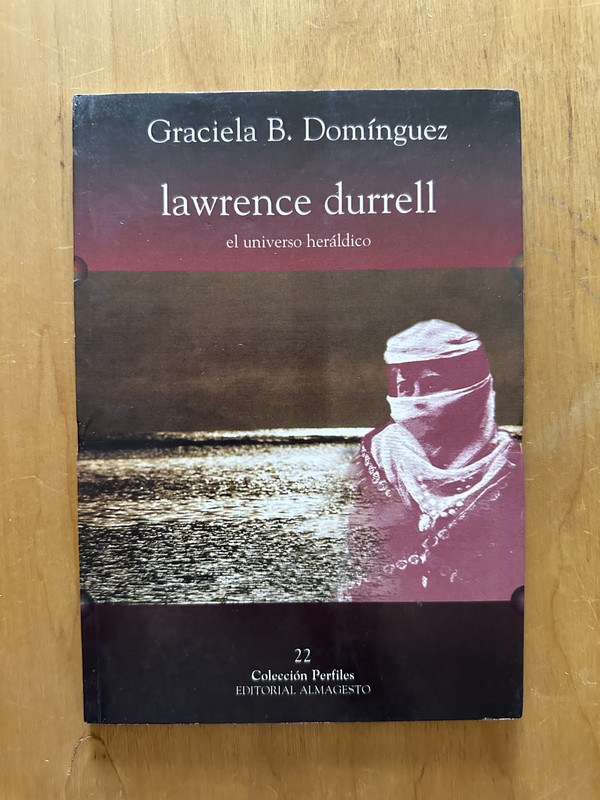 Graciela B. Domínguez
lawrence durrell
el universo heráldico
22
Colección Perfiles
EDITORIAL ALMAGESTO